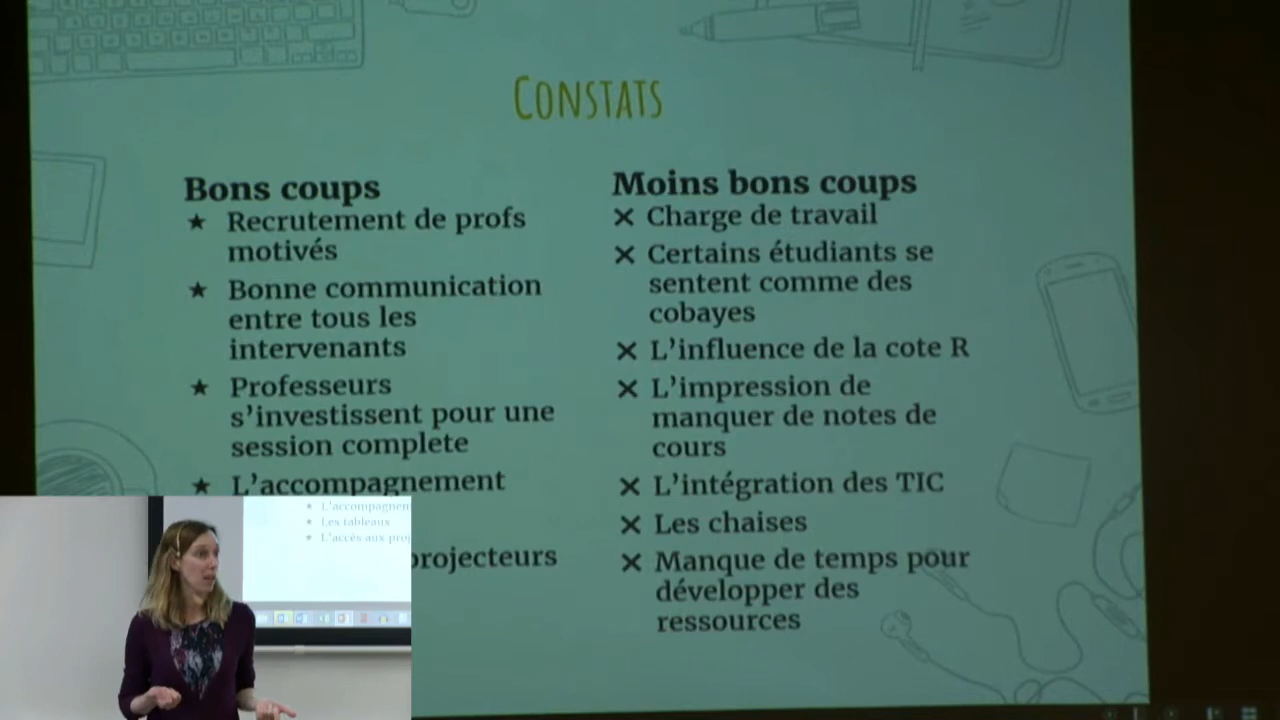 CONSTATS
Bons coups
★ Recrutement de profs
motivés
★ Bonne communication
entre tous les
intervenants
★ Professeurs
s'investissent pour une
session complete
★ L'accompagnement
projecteurs
Moins bons coups
✕ Charge de travail
✕ Certains étudiants se
sentent comme des
cobayes
✕ L'influence de la cote R
✕ L'impression de
manquer de notes de
cours
✕ L'intégration des TIC
✕ Les chaises
✕ Manque de temps pour
développer des
ressources
★ L'accompagnem
★ Les tableaux
★ L'accès aux proj